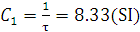 C₁ = 1/τ = 8.33(SI)